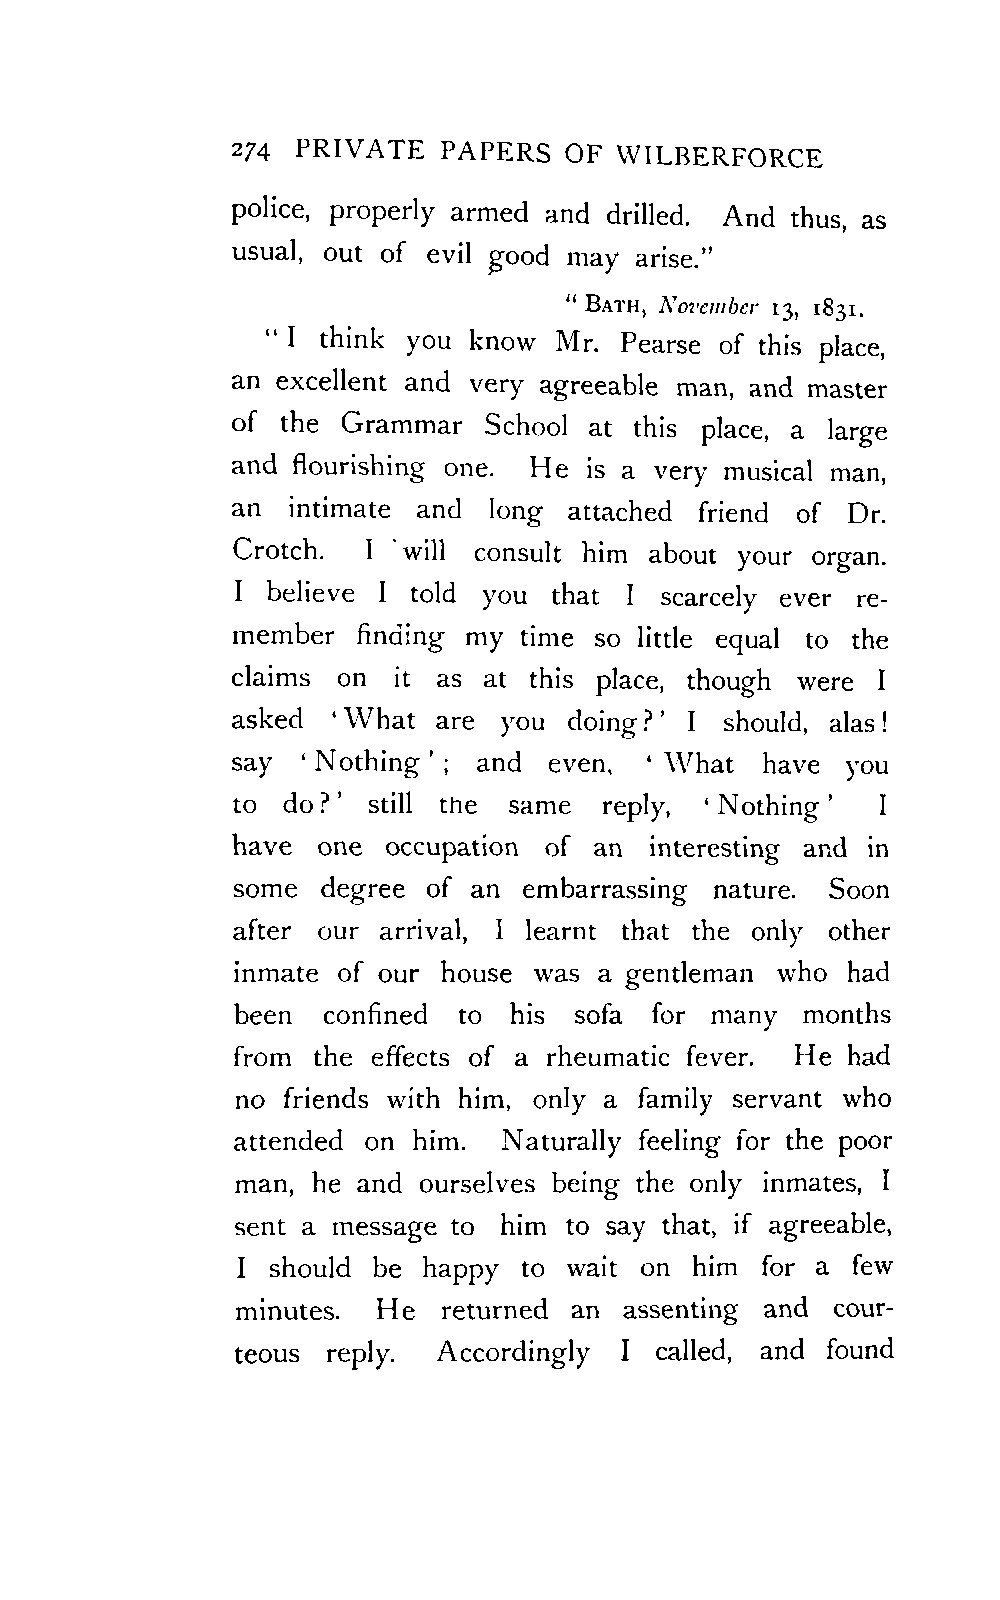 274 PRIVATE PAPERS OF WILBERFORCE
police, properly armed and drilled. And thus, as
usual, out of evil good may arise."
"BATH, November 13, 1831.
"I think you know Mr. Pearse of this place,
an excellent and very agreeable man, and master
of the Grammar School at this place, a large
and flourishing one. He is a very musical man,
an intimate and long attached friend of Dr.
Crotch. I will consult him about your organ.
I believe I told you that I scarcely ever re-
member finding my time so little equal to the
claims on it as at this place, though were I
asked 'What are you doing?' I should, alas!
say 'Nothing'; and even, 'What have you
to do?' still the same reply, 'Nothing' I
have one occupation of an interesting and in
some degree of an embarrassing nature. Soon
after our arrival, I learnt that the only other
inmate of our house was a gentleman who had
been confined to his sofa for many months
from the effects of a rheumatic fever. He had
no friends with him, only a family servant who
attended on him. Naturally feeling for the poor
man, he and ourselves being the only inmates, I
sent a message to him to say that, if agreeable,
I should be happy to wait on him for a few
minutes. He returned an assenting and cour-
teous reply. Accordingly I called, and found